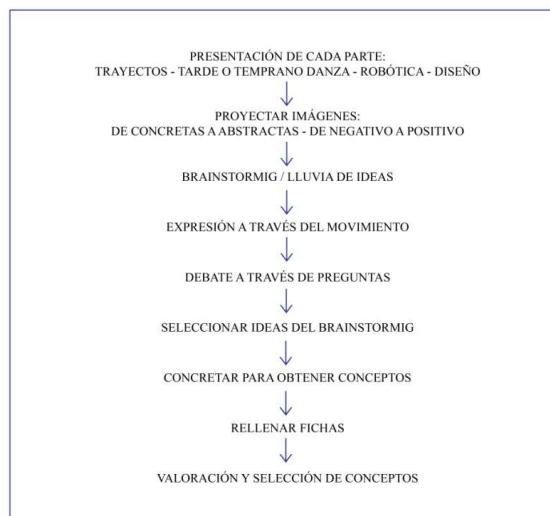 PRESENTACIÓN DE CADA PARTE:
TRAYECTOS - TARDE O TEMPRANO DANZA - ROBÓTICA - DISEÑO
PROYECTAR IMÁGENES:
DE CONCRETAS A ABSTRACTAS - DE NEGATIVO A POSITIVO
BRAINSTORMIG / LLUVIA DE IDEAS
EXPRESIÓN A TRAVÉS DEL MOVIMIENTO
DEBATE A TRAVÉS DE PREGUNTAS
SELECCIONAR IDEAS DEL BRAINSTORMIG
CONCRETAR PARA OBTENER CONCEPTOS
RELLENAR FICHAS
VALORACIÓN Y SELECCIÓN DE CONCEPTOS